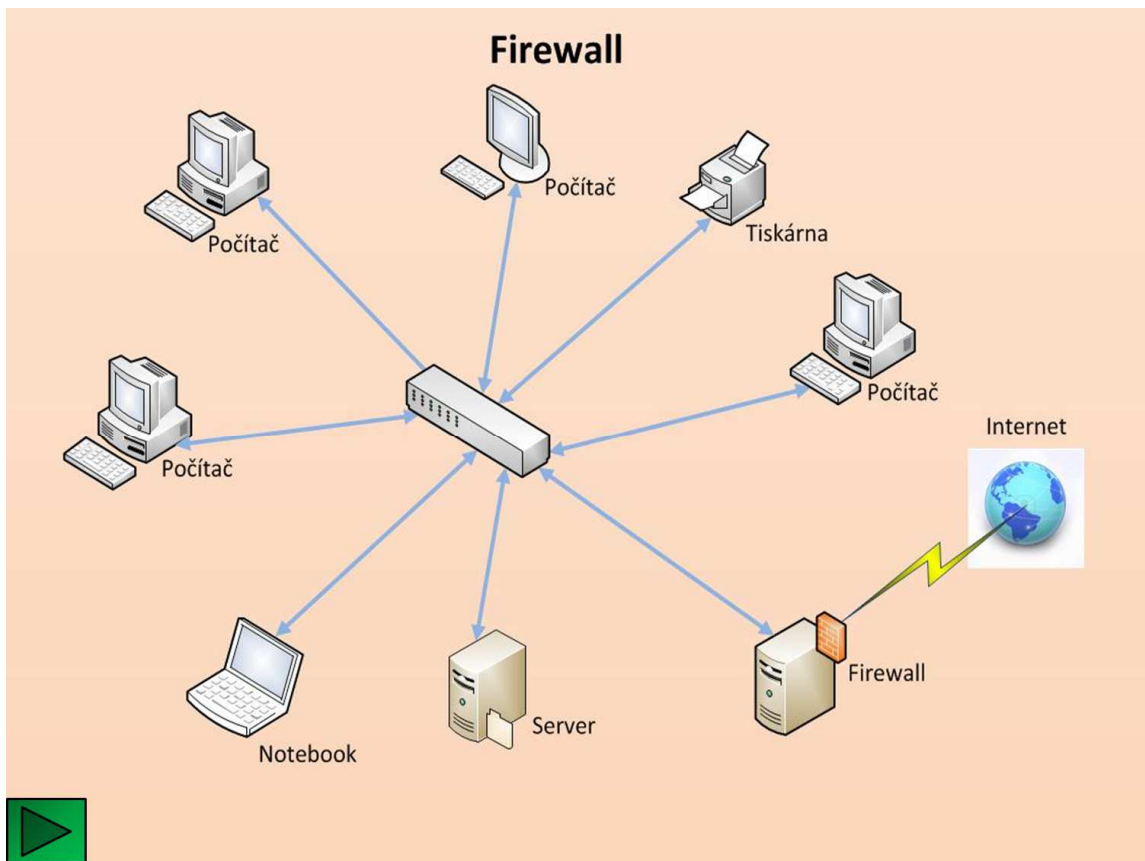 Firewall
Počítač
Tiskárna
Počítač
Počítač
Internet
Počítač
Firewall
Server
Notebook